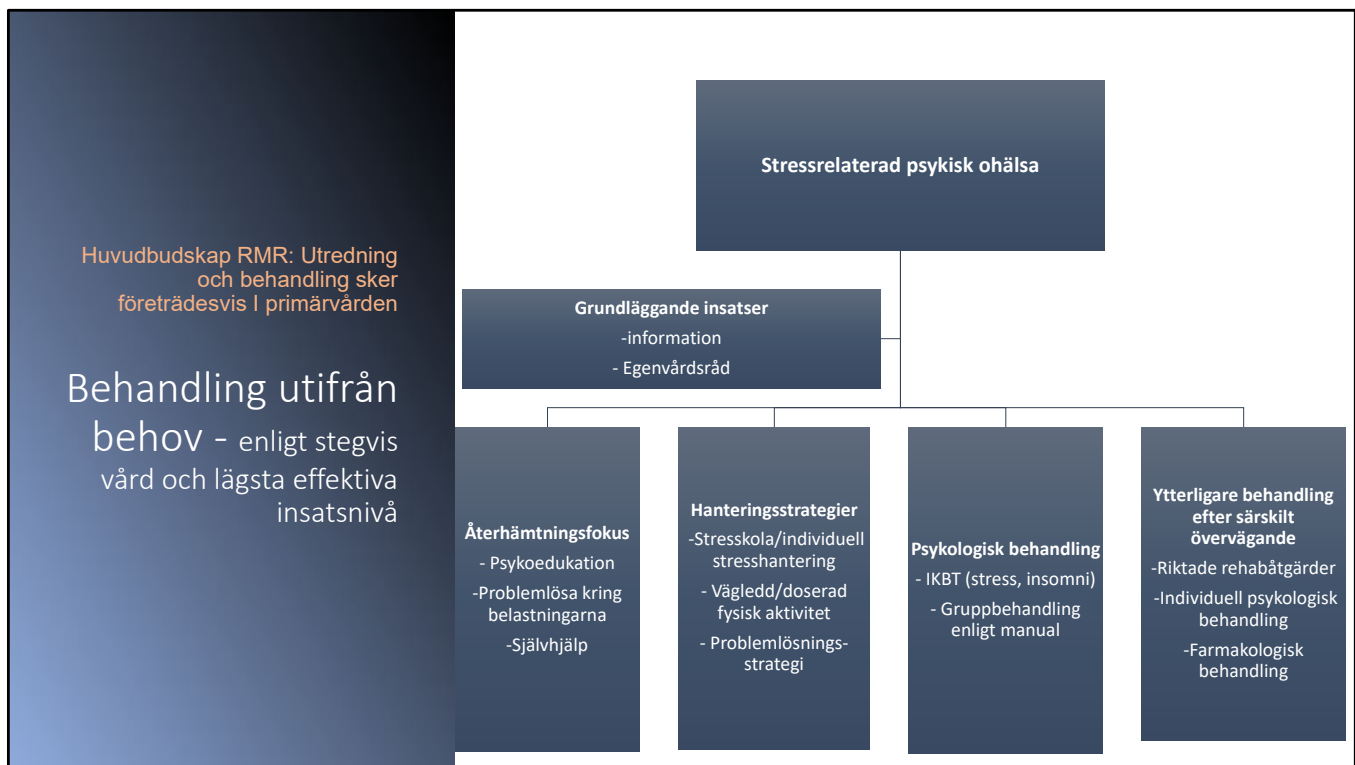 Huvudbudskap RMR: Utredning
och behandling sker
företrädesvis I primärvården
Behandling utifrån
behov - enligt stegvis
vård och lägsta effektiva
insatsnivå
Stressrelaterad psykisk ohälsa
Grundläggande insatser
-information
- Egenvårdsråd
Återhämtningsfokus
- Psykoedukation
-Problemlösa kring
belastningarna
-Självhjälp
Hanteringsstrategier
-Stresskola/individuell
stresshantering
- Vägledd/doserad
fysisk aktivitet
- Problemlösnings-
strategi
Psykologisk behandling
- IKBT (stress, insomni)
- Gruppbehandling
enligt manual
Ytterligare behandling
efter särskilt
övervägande
-Riktade rehabåtgärder
-Individuell psykologisk
behandling
-Farmakologisk
behandling